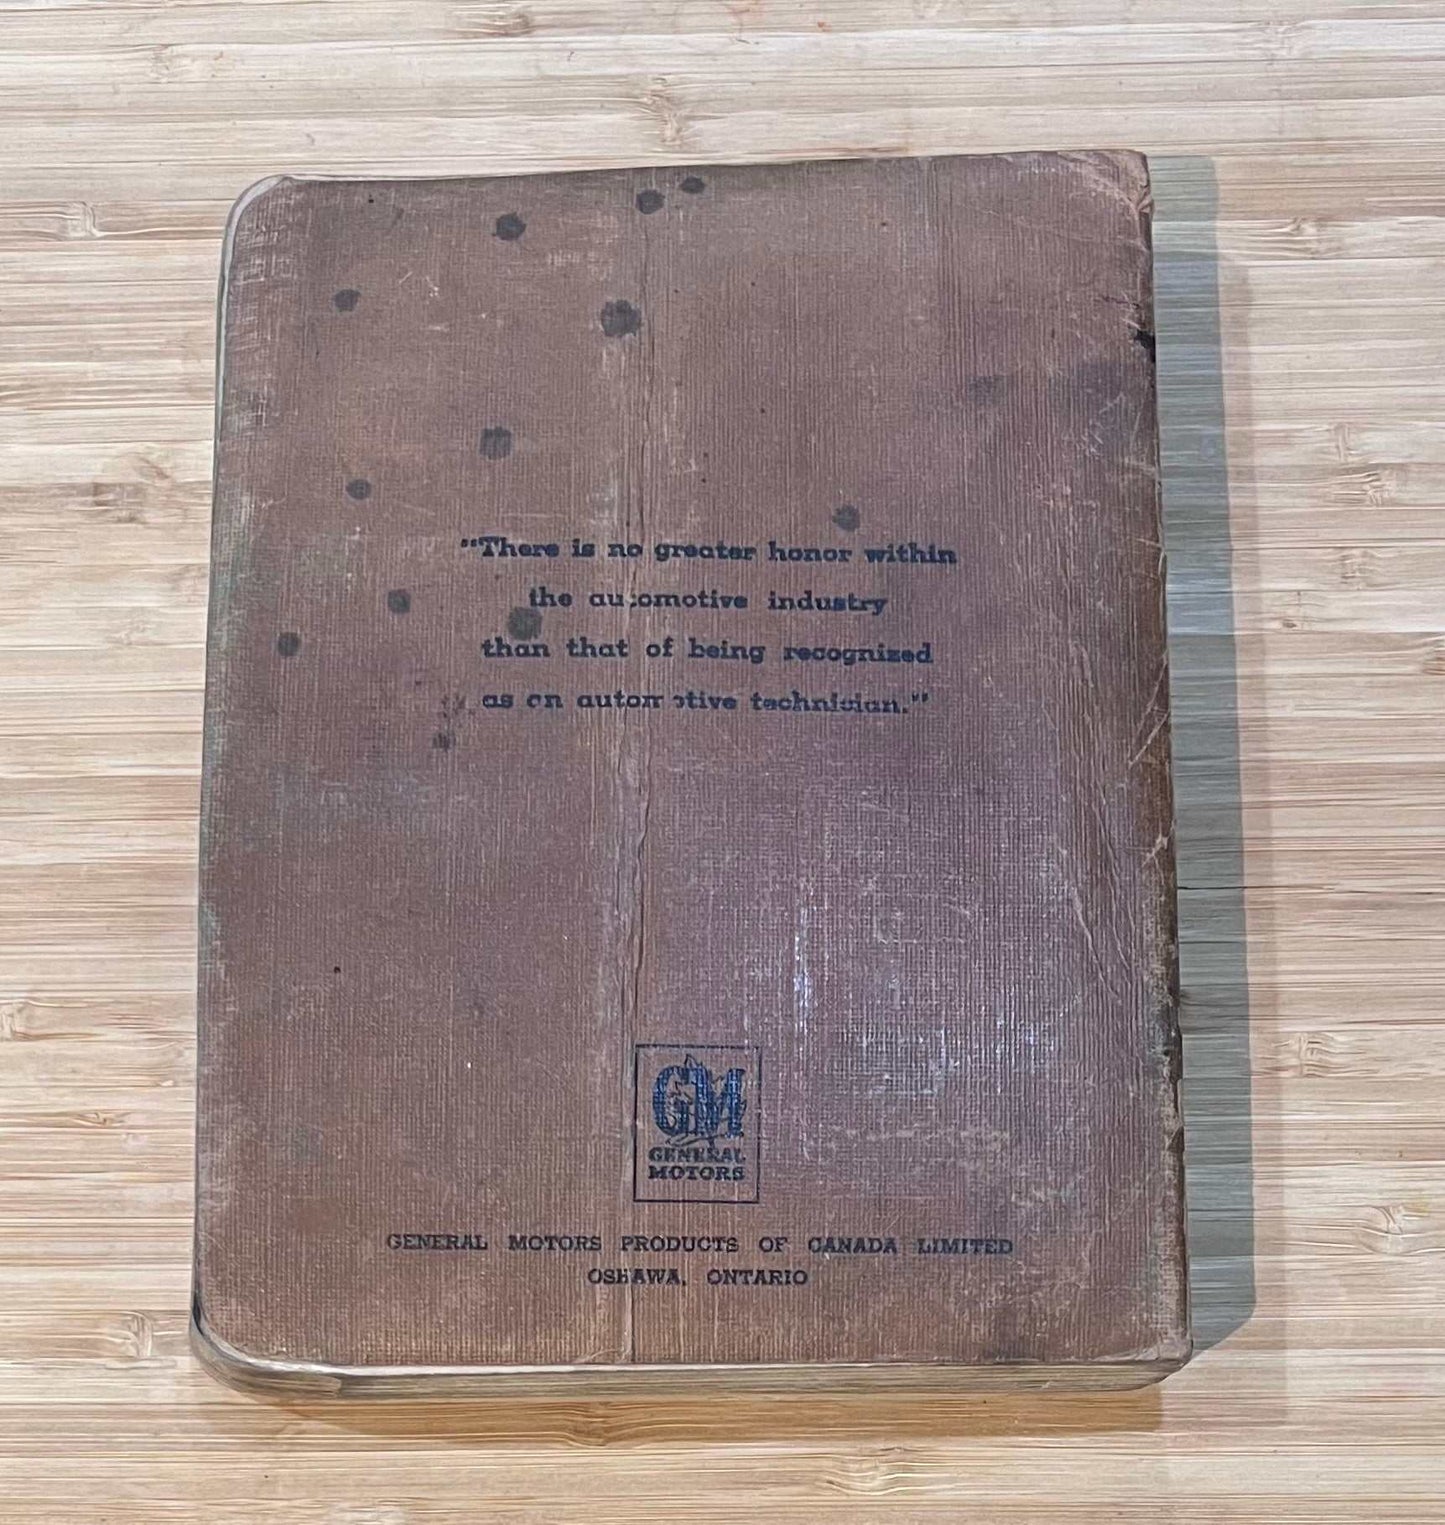 "There is no greater honor within
the automotive industry
than that of being recognized
as an automotive technician."
GM
GENERAL
MOTORS
GENERAL MOTORS PRODUCTS OF CANADA LIMITED
OSHAWA, ONTARIO